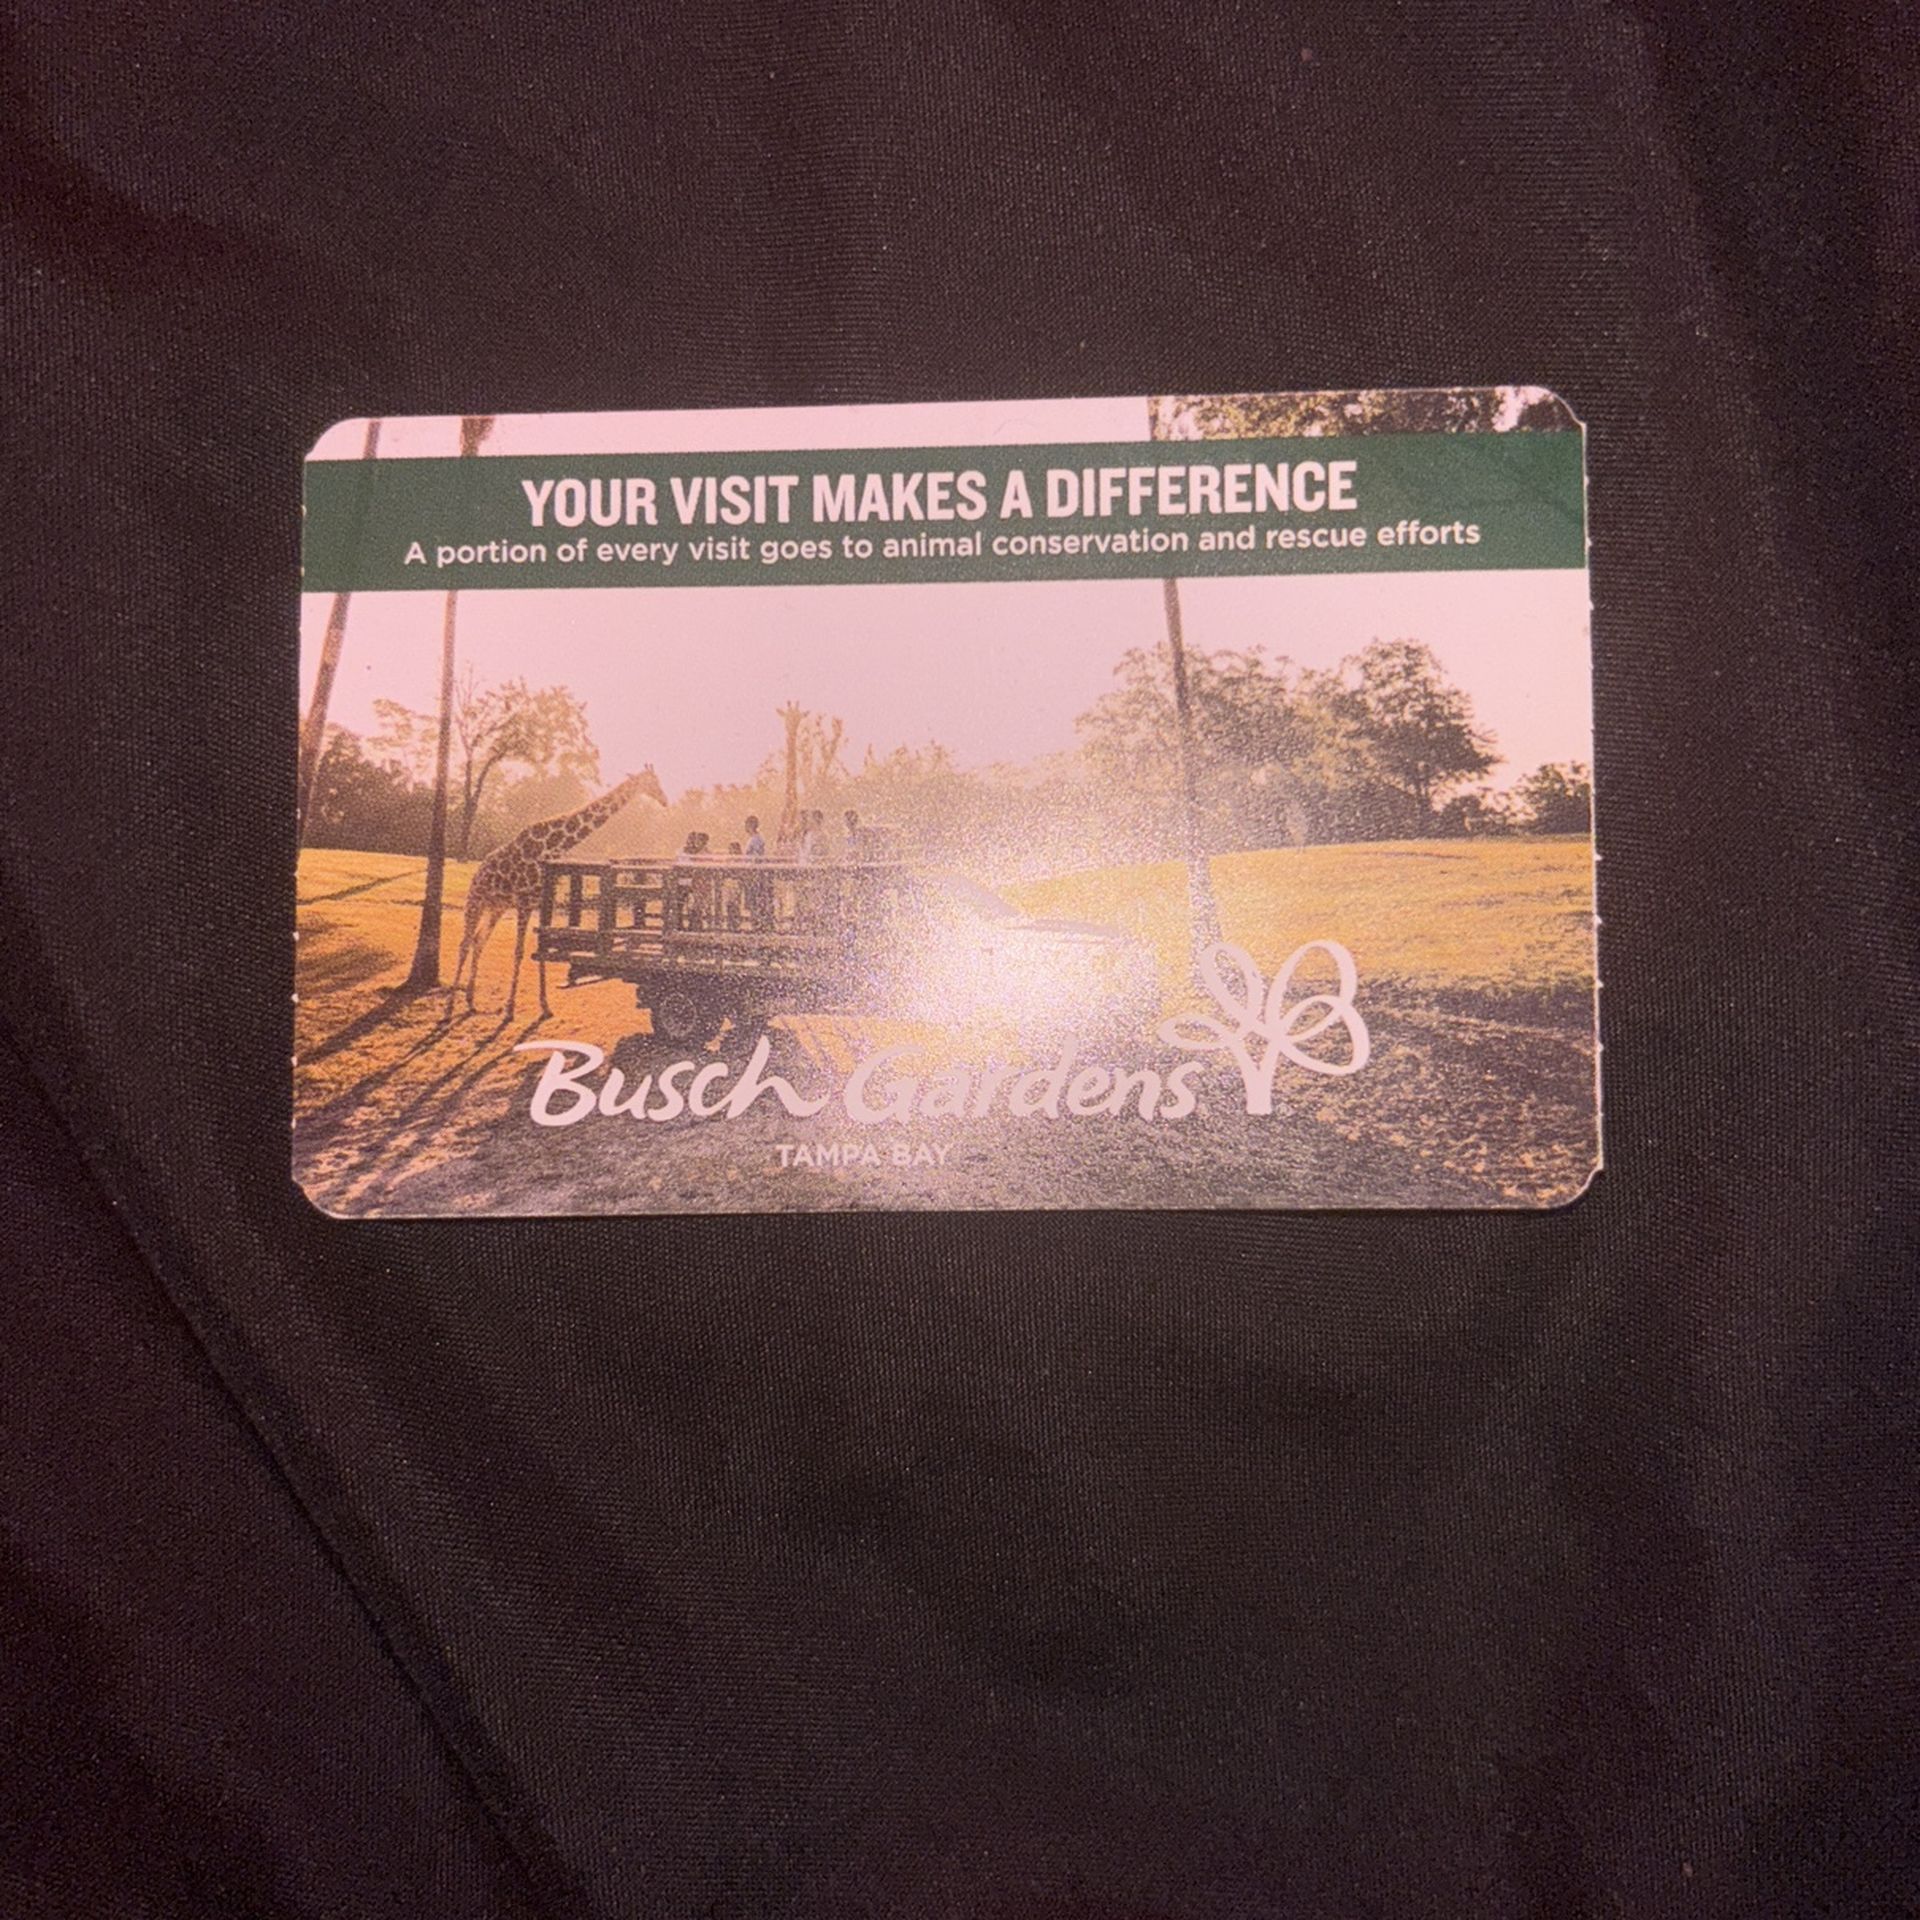 YOUR VISIT MAKES A DIFFERENCE
A portion of every visit goes to animal conservation and rescue efforts
Busch Gardens
TAMPA BAY